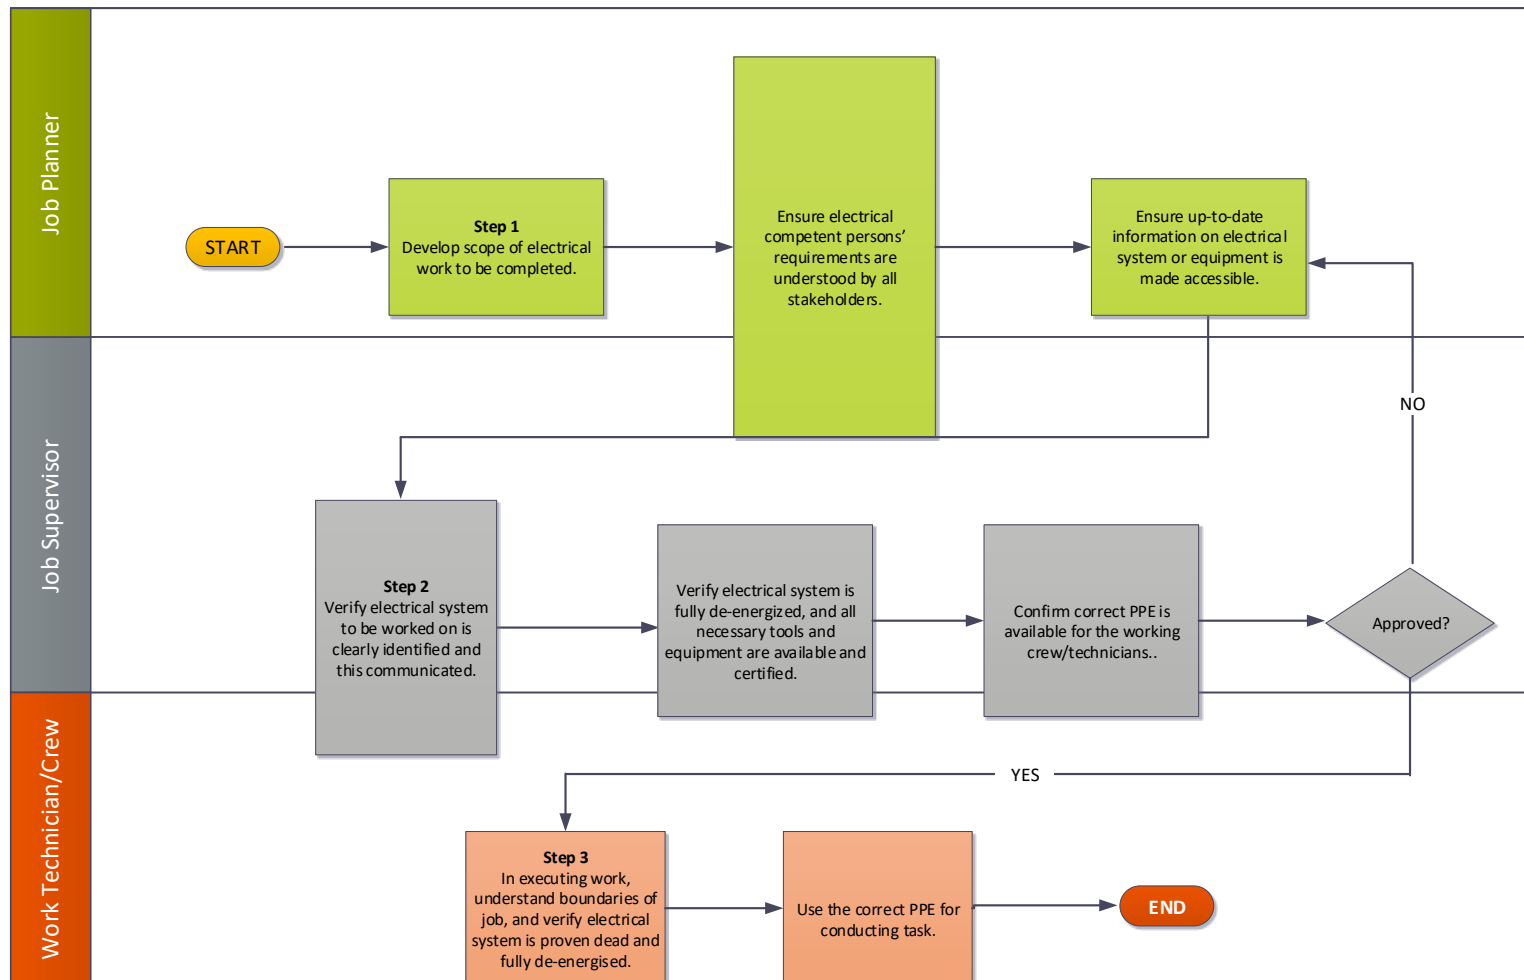 Job Planner
START
Step 1
Develop scope of electrical
work to be completed.
Ensure electrical
competent persons’
requirements are
understood by all
stakeholders.
Ensure up-to-date
information on electrical
system or equipment is
made accessible.
NO
Job Supervisor
Step 2
Verify electrical system
to be worked on is
clearly identified and
this communicated.
Verify electrical system is
fully de-energized, and all
necessary tools and
equipment are available and
certified.
Confirm correct PPE is
available for the working
crew/technicians..
Approved?
YES
Work Technician/Crew
Step 3
In executing work,
understand boundaries of
job, and verify electrical
system is proven dead and
fully de-energised.
Use the correct PPE for
conducting task.
END